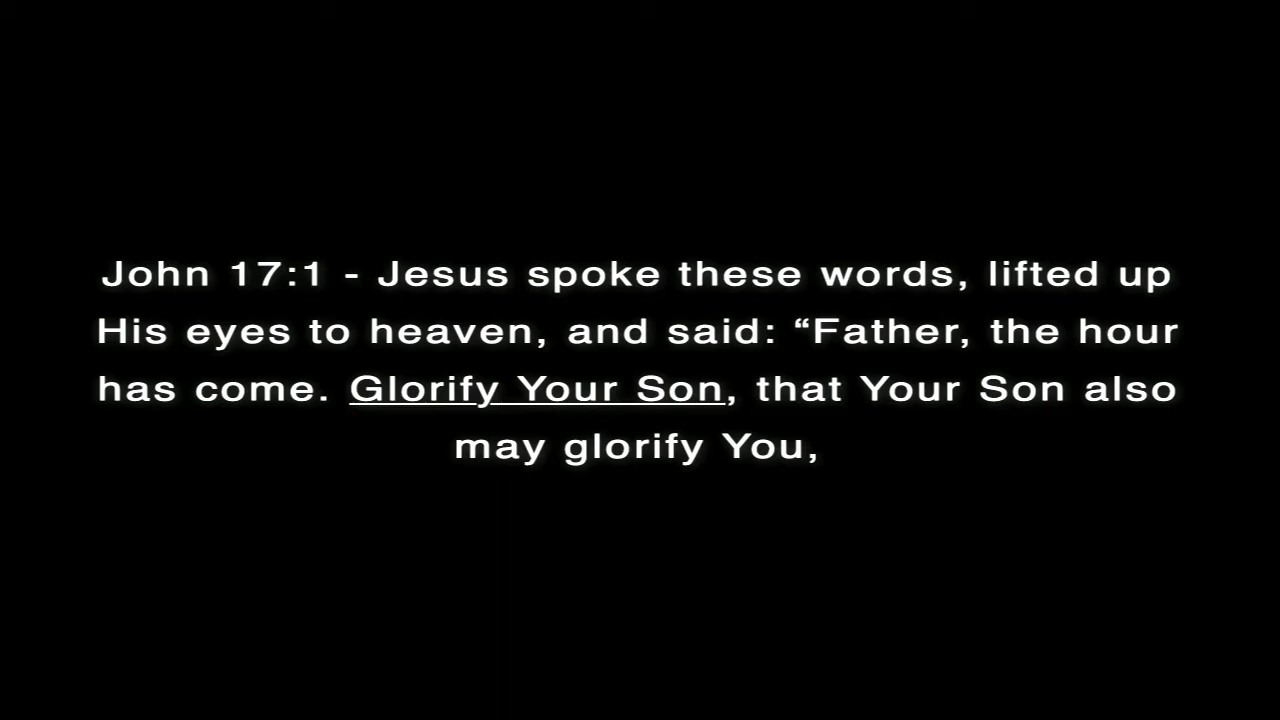 John 17:1 - Jesus spoke these words, lifted up
His eyes to heaven, and said: “Father, the hour
has come. Glorify Your Son, that Your Son also
may glorify You,